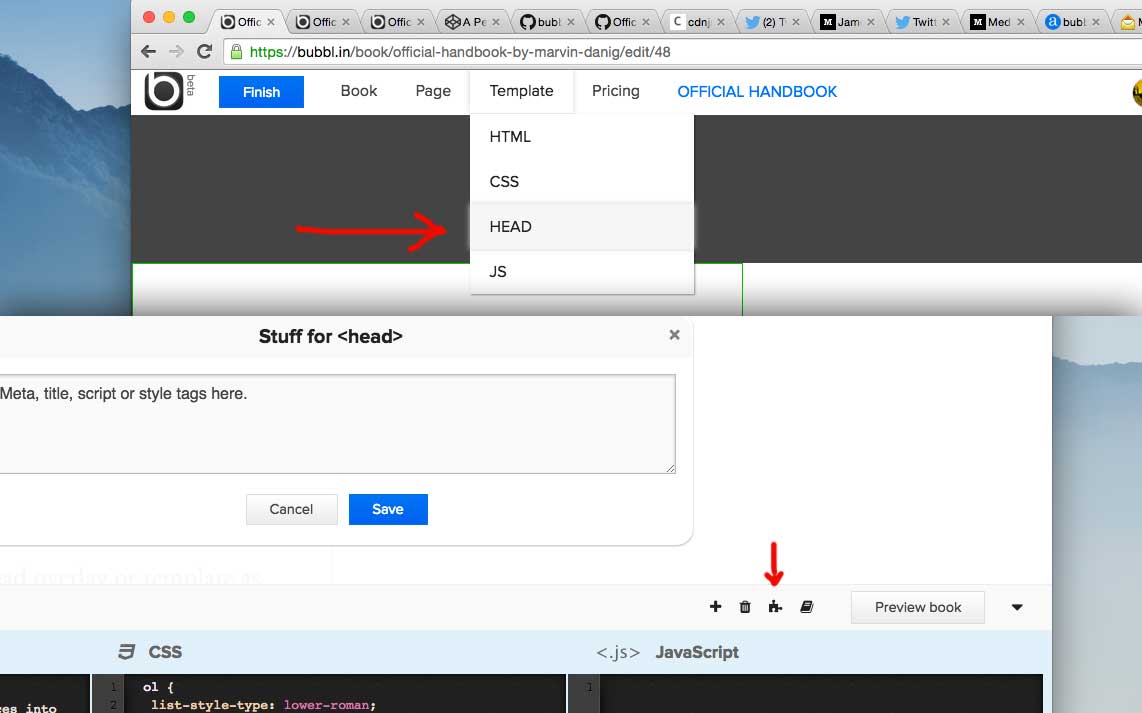 Offic Offic Offic A Pe bubl Offic cdnj (2) T Jam Twitt Med bubl
https://bubbl.in/book/official-handbook-by-marvin-danig/edit/48
beta
Finish Book Page Template Pricing OFFICIAL HANDBOOK
HTML
CSS
HEAD
JS
Stuff for <head>
Meta, title, script or style tags here.
Cancel Save
Preview book
CSS <.js> JavaScript
1 ol { 1
ces into 2 list-style-type: lower-roman;